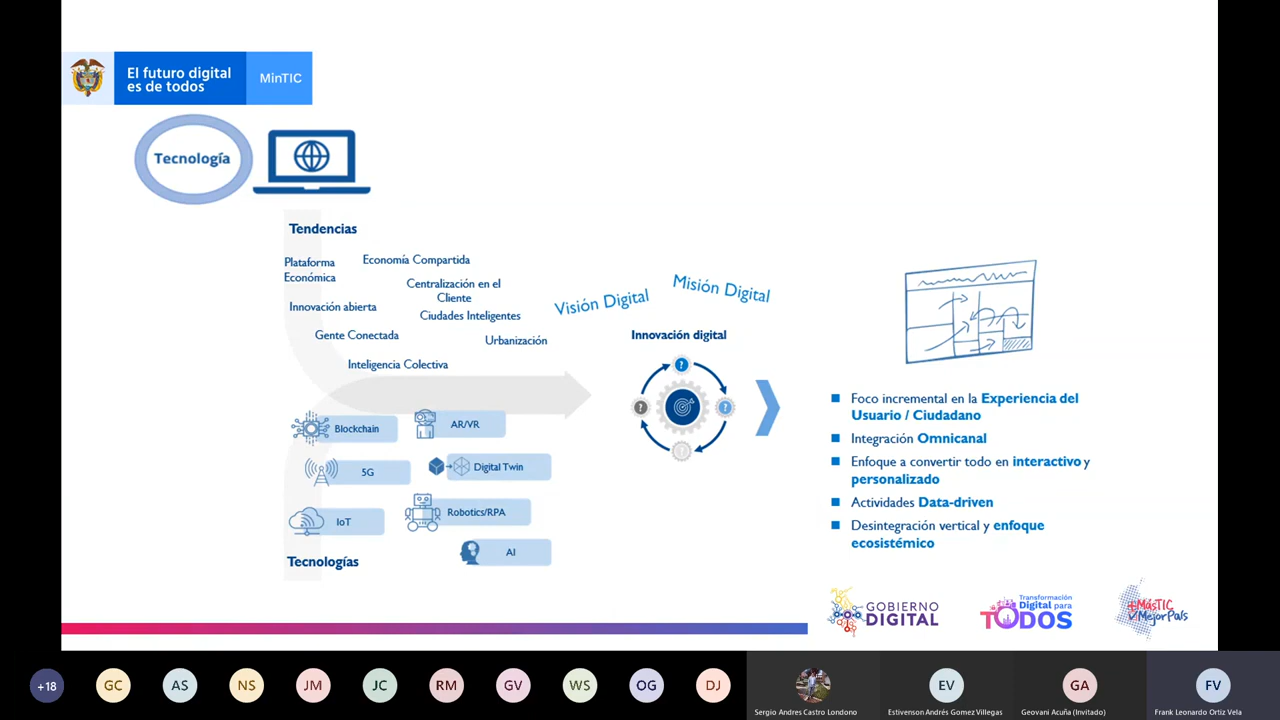 El futuro digital
es de todos
MinTIC
Tecnología
Tendencias
Plataforma
Económica
Economía Compartida
Centralización en el
Cliente
Innovación abierta
Ciudades Inteligentes
Gente Conectada
Urbanización
Inteligencia Colectiva
Visión Digital
Misión Digital
Innovación digital
?
?
?
!
Blockchain
AR/VR
5G
Digital Twin
IoT
Robotics/RPA
AI
Tecnologías
Foco incremental en la Experiencia del
Usuario / Ciudadano
Integración Omnicanal
Enfoque a convertir todo en interactivo y
personalizado
Actividades Data-driven
Desintegración vertical y enfoque
ecosistémico
GOBIERNO
DIGITAL
Transformación
Digital para
TODOS
+MásTIC
MejorPaís
+18
GC
AS
NS
JM
JC
RM
GV
WS
OG
DJ
Sergio Andres Castro Londono
EV
Estivenson Andrés Gomez Villegas
GA
Geovani Acuña (Invitado)
FV
Frank Leonardo Ortiz Vela